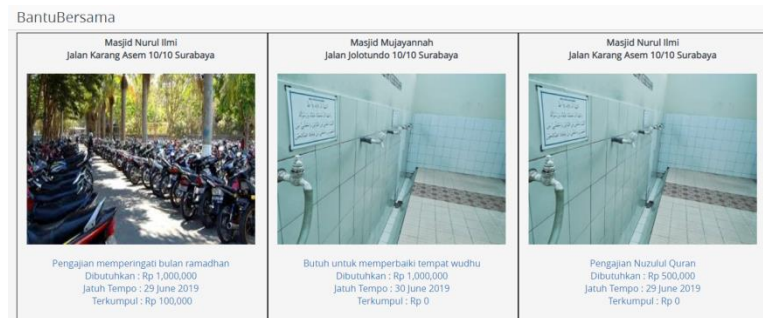 BantuBersama
Masjid Nurul Ilmi
Jalan Karang Asem 10/10 Surabaya
Pengajian memperingati bulan ramadhan
Dibutuhkan : Rp 1,000,000
Jatuh Tempo : 29 June 2019
Terkumpul : Rp 100,000
Masjid Mujayannah
Jalan Jolotundo 10/10 Surabaya
Butuh untuk memperbaiki tempat wudhu
Dibutuhkan : Rp 1,000,000
Jatuh Tempo : 30 June 2019
Terkumpul : Rp 0
Masjid Nurul Ilmi
Jalan Karang Asem 10/10 Surabaya
Pengajian Nuzulul Quran
Dibutuhkan : Rp 500,000
Jatuh Tempo : 29 June 2019
Terkumpul : Rp 0